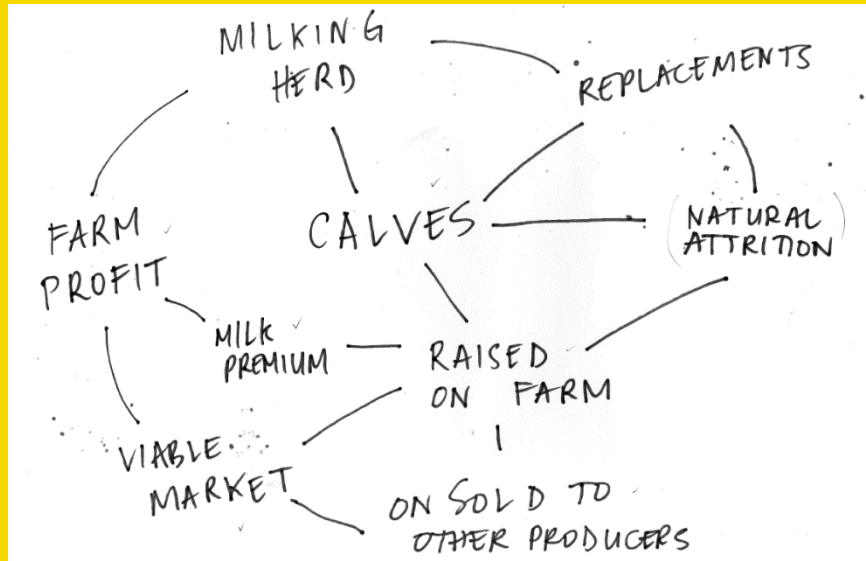 MILKING
HERD
REPLACEMENTS
FARM
PROFIT
CALVES
(NATURAL
ATTRITION)
MILK
PREMIUM
RAISED
ON FARM
VIABLE
MARKET
ON SOLD TO
OTHER PRODUCERS